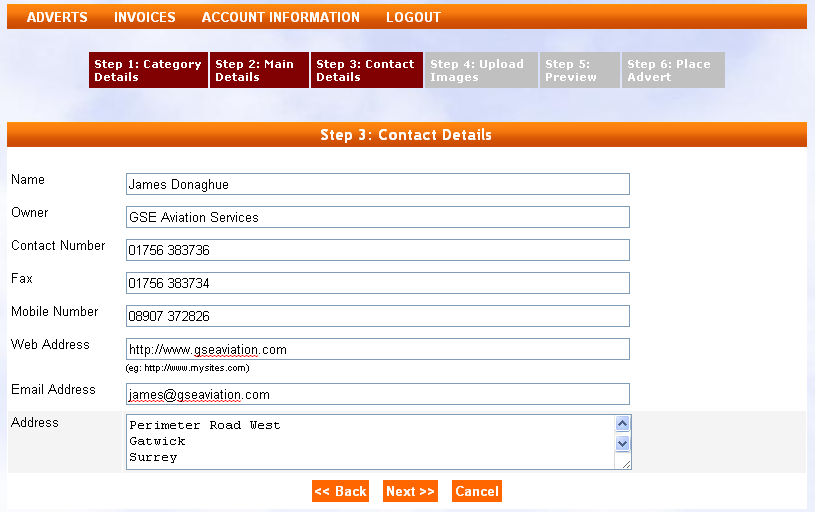 ADVERTS INVOICES ACCOUNT INFORMATION LOGOUT
Step 1: Category Details
Step 2: Main Details
Step 3: Contact Details
Step 4: Upload Images
Step 5: Preview
Step 6: Place Advert
Step 3: Contact Details
Name James Donaghue
Owner GSE Aviation Services
Contact Number 01756 383736
Fax 01756 383734
Mobile Number 08907 372826
Web Address http://www.gseaviation.com
(eg: http://www.mysites.com)
Email Address james@gseaviation.com
Address Perimeter Road West
Gatwick
Surrey
<< Back Next >> Cancel